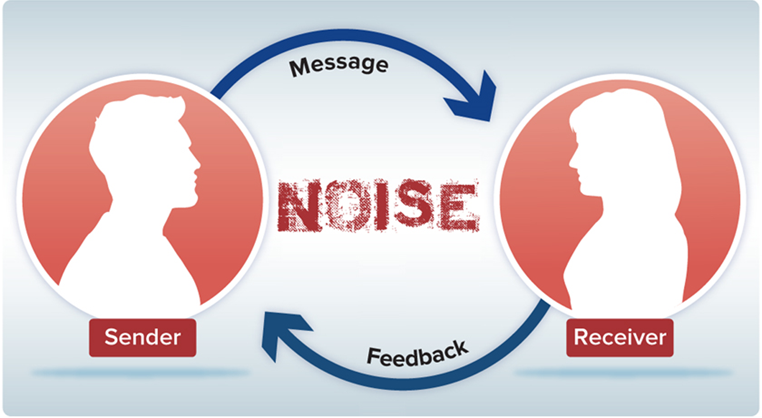 Message
NOISE
Sender
Receiver
Feedback